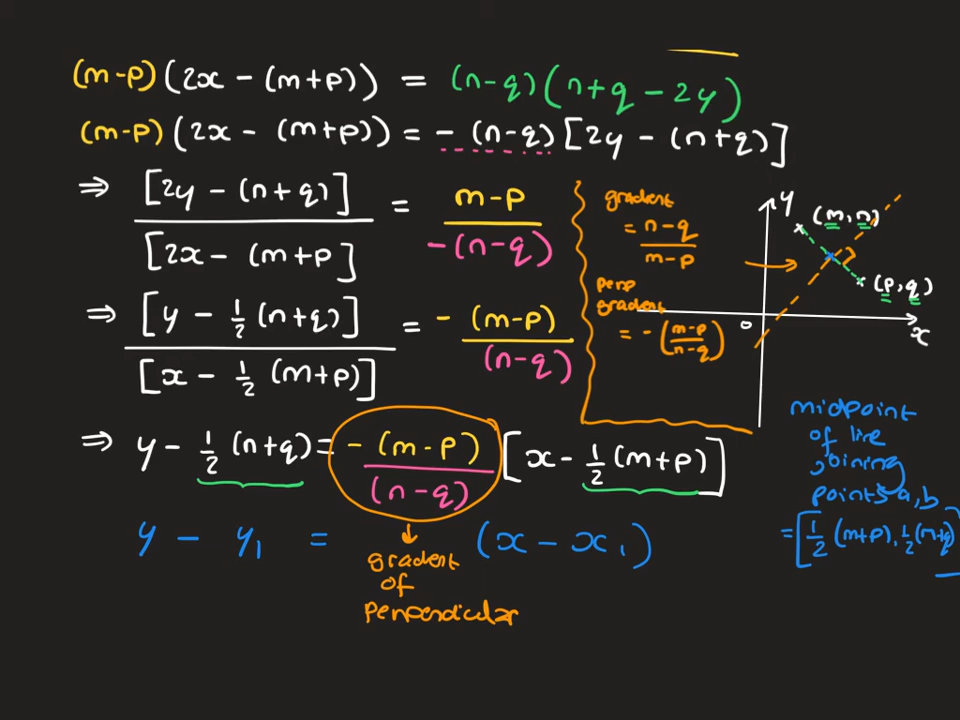 (m-p)(2x - (m+p)) = (n-q)(n+q - 2y)
(m-p)(2x - (m+p)) = - (n-q)[2y - (n+q)]
⇒ [2y - (n+q)] / [2x - (m+p] = m-p / -(n-q)
⇒ [y - 1/2 (n+q)] / [x - 1/2 (m+p)] = - (m-p) / (n-q)
⇒ y - 1/2 (n+q) = - (m-p) / (n-q) [x - 1/2 (m+p)]
y - y₁ = (x - x₁)
↓
gradient
of
perpendicular
gradient
= n-q / m-p
perp
gradient
= - (m-p / n-q)
y
(m,n)
(p,q)
o
x
midpoint
of line
joining
points a,b
= [1/2 (m+p), 1/2 (n+q)